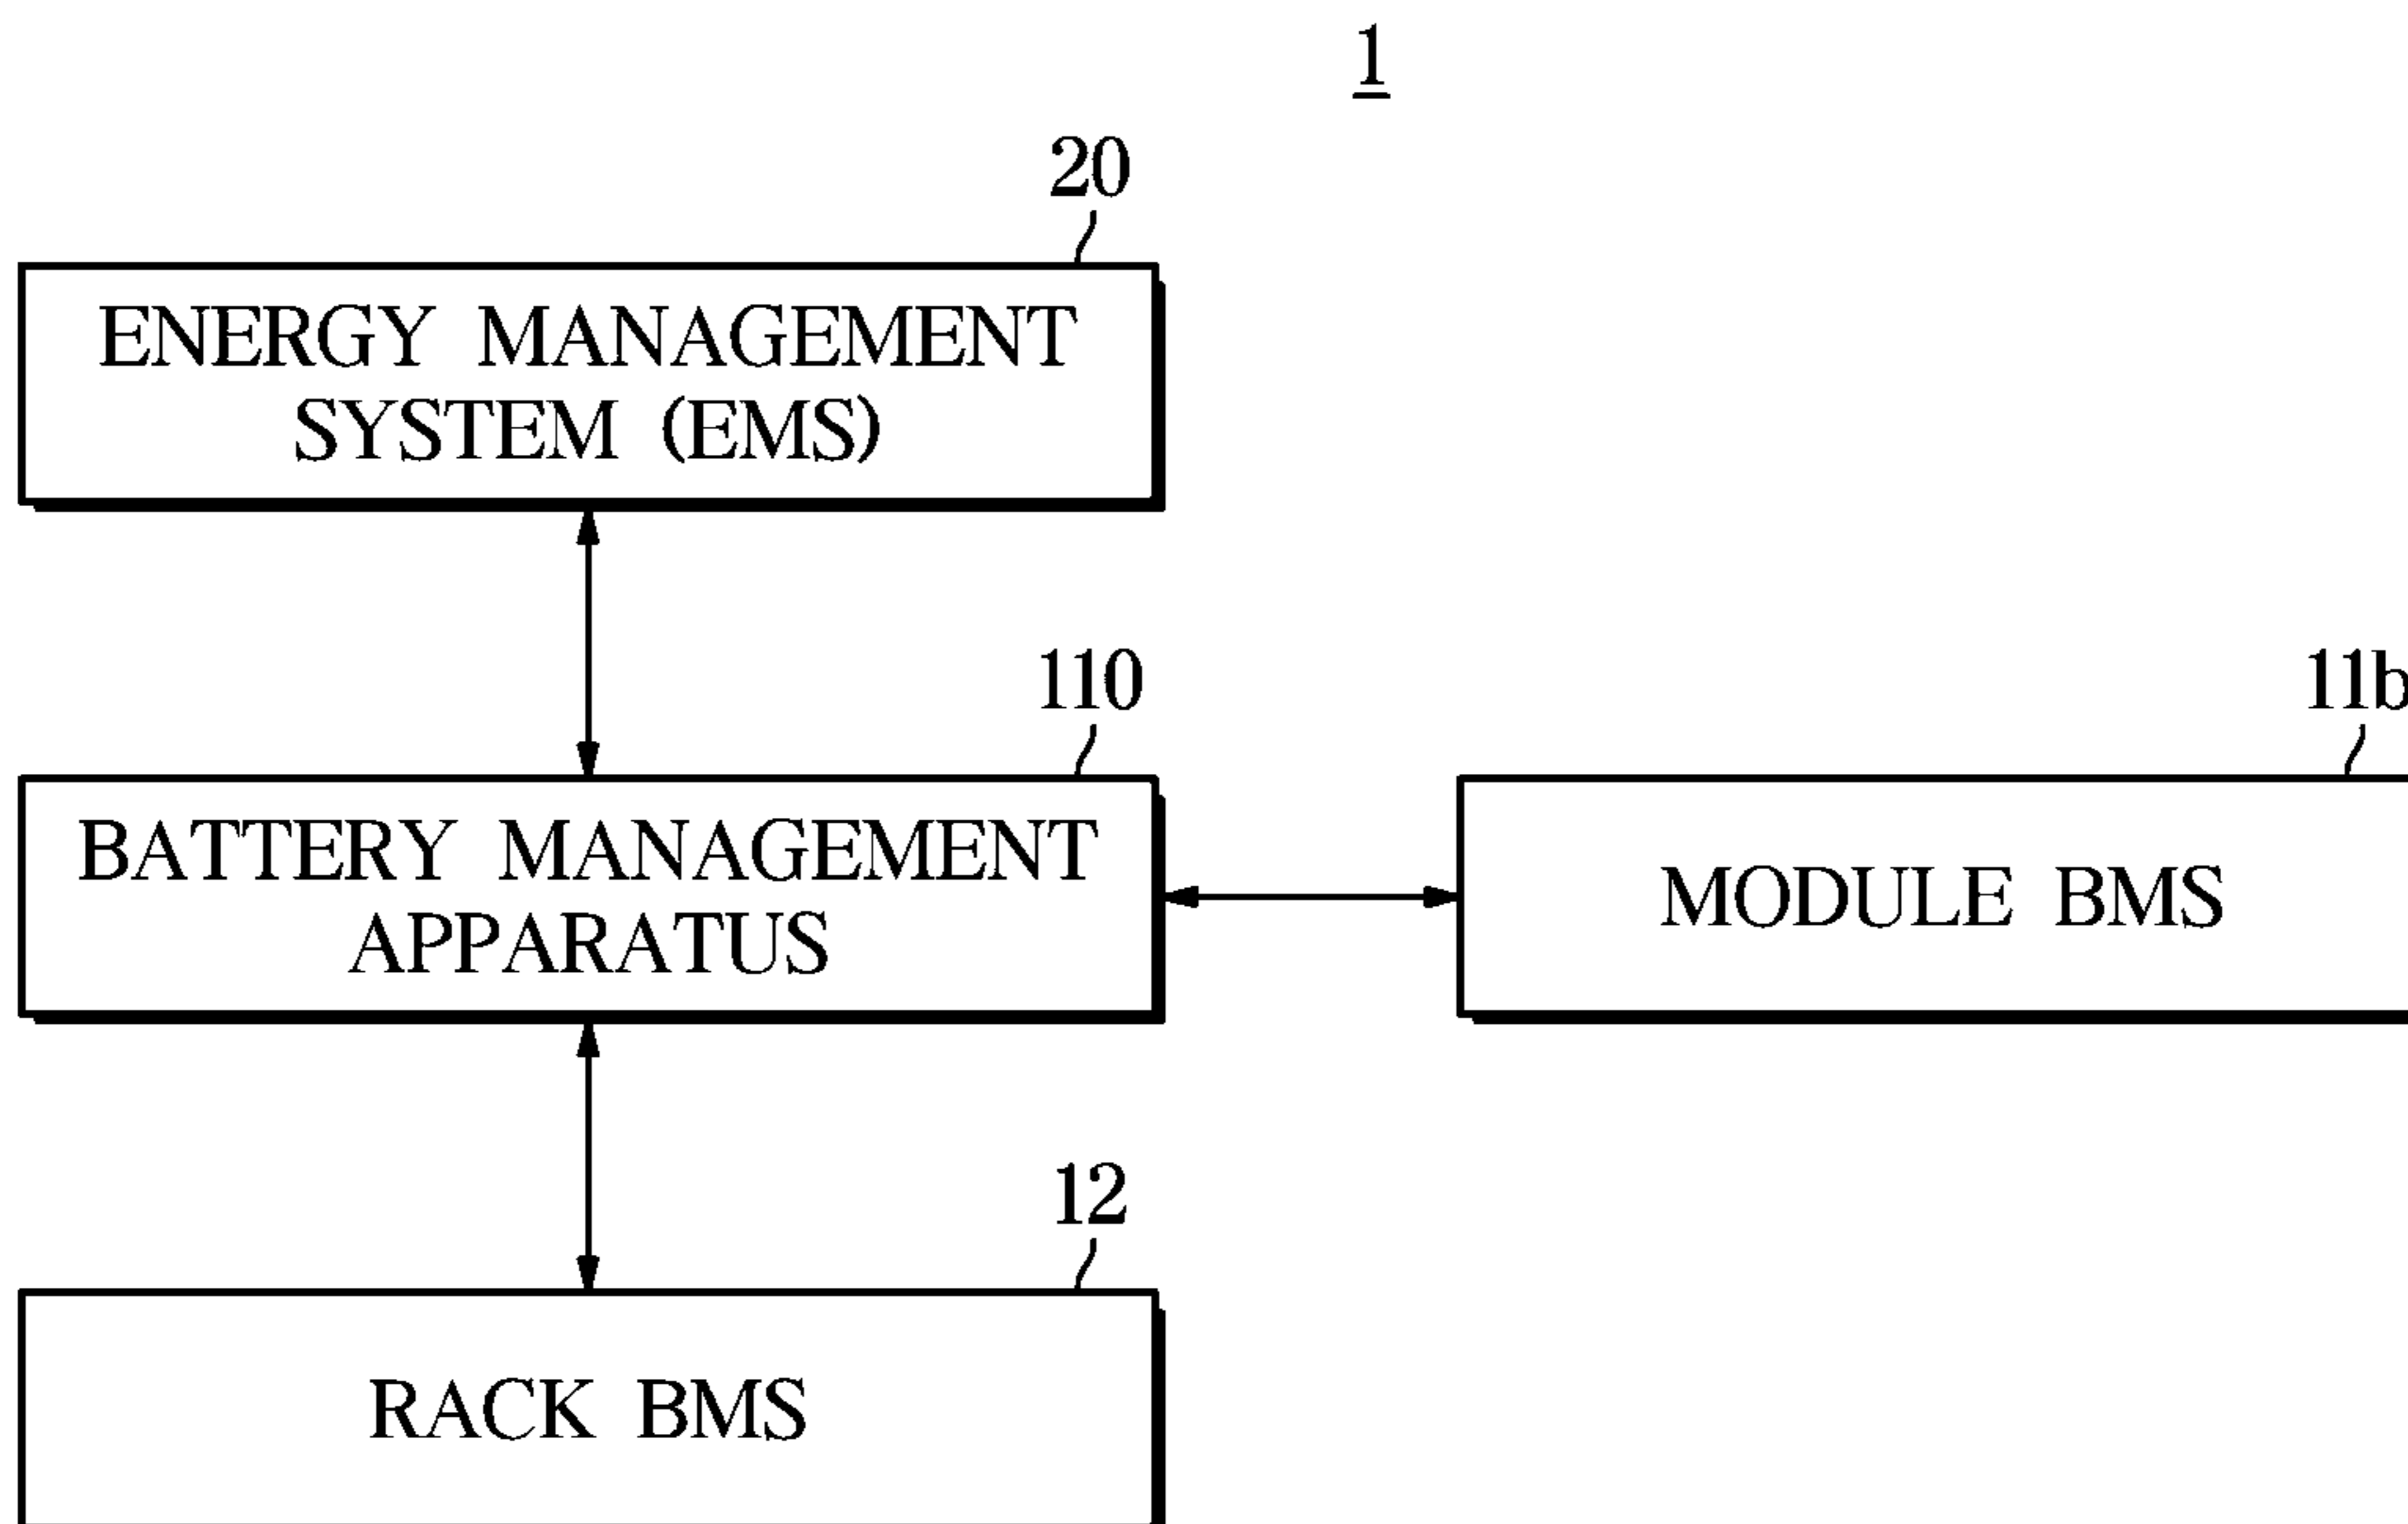 1
20
ENERGY MANAGEMENT
SYSTEM (EMS)
110
11b
BATTERY MANAGEMENT
APPARATUS
MODULE BMS
12
RACK BMS